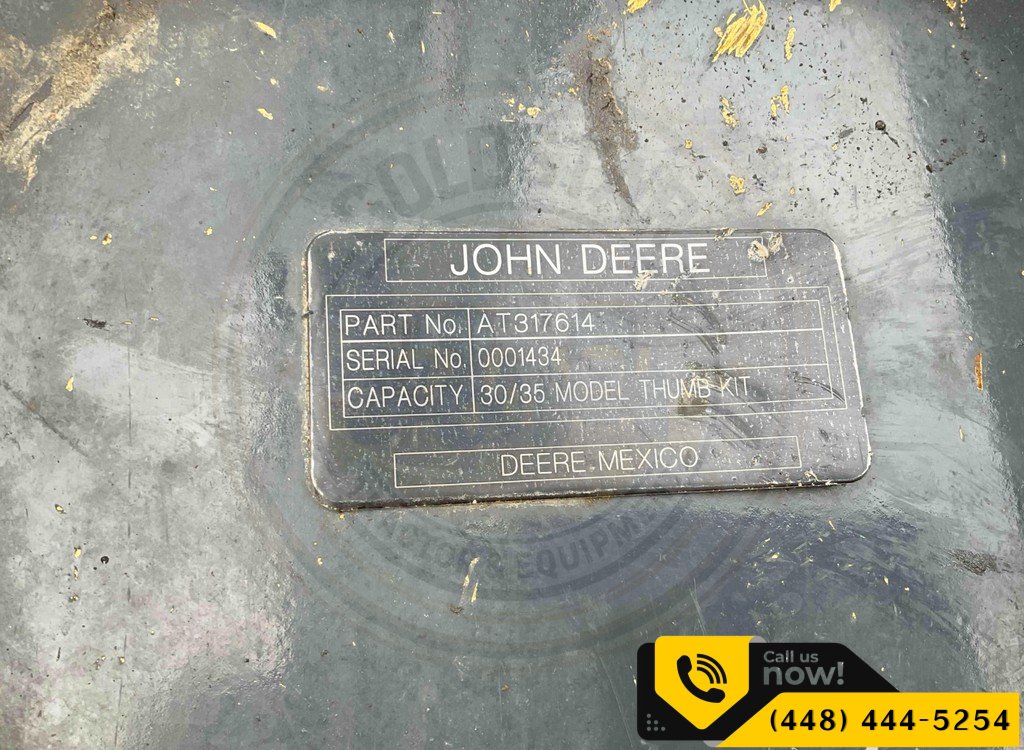 JOHN DEERE
PART No. AT317614
SERIAL No. 0001434
CAPACITY 30/35 MODEL THUMB KIT
DEERE MEXICO
& EQUIPMENT
Call us
now!
(448) 444-5254